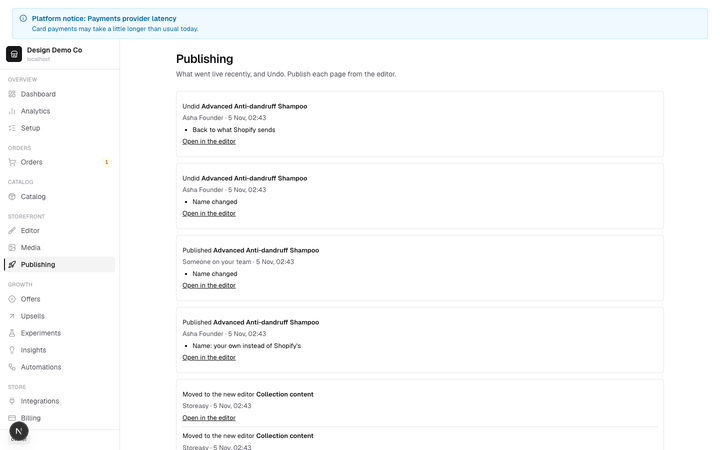 Platform notice: Payments provider latency
Card payments may take a little longer than usual today.
Design Demo Co
localhost
OVERVIEW
Dashboard
Analytics
Setup
ORDERS
Orders 1
CATALOG
Catalog
STOREFRONT
Editor
Media
Publishing
GROWTH
Offers
Upsells
Experiments
Insights
Automations
STORE
Integrations
Billing
N
Publishing
What went live recently, and Undo. Publish each page from the editor.
Undid Advanced Anti-dandruff Shampoo
Asha Founder · 5 Nov, 02:43
• Back to what Shopify sends
Open in the editor
Undid Advanced Anti-dandruff Shampoo
Asha Founder · 5 Nov, 02:43
• Name changed
Open in the editor
Published Advanced Anti-dandruff Shampoo
Someone on your team · 5 Nov, 02:43
• Name changed
Open in the editor
Published Advanced Anti-dandruff Shampoo
Asha Founder · 5 Nov, 02:43
• Name: your own instead of Shopify's
Open in the editor
Moved to the new editor Collection content
Storeasy · 5 Nov, 02:43
Open in the editor
Moved to the new editor Collection content
Storeasy · 5 Nov, 02:43